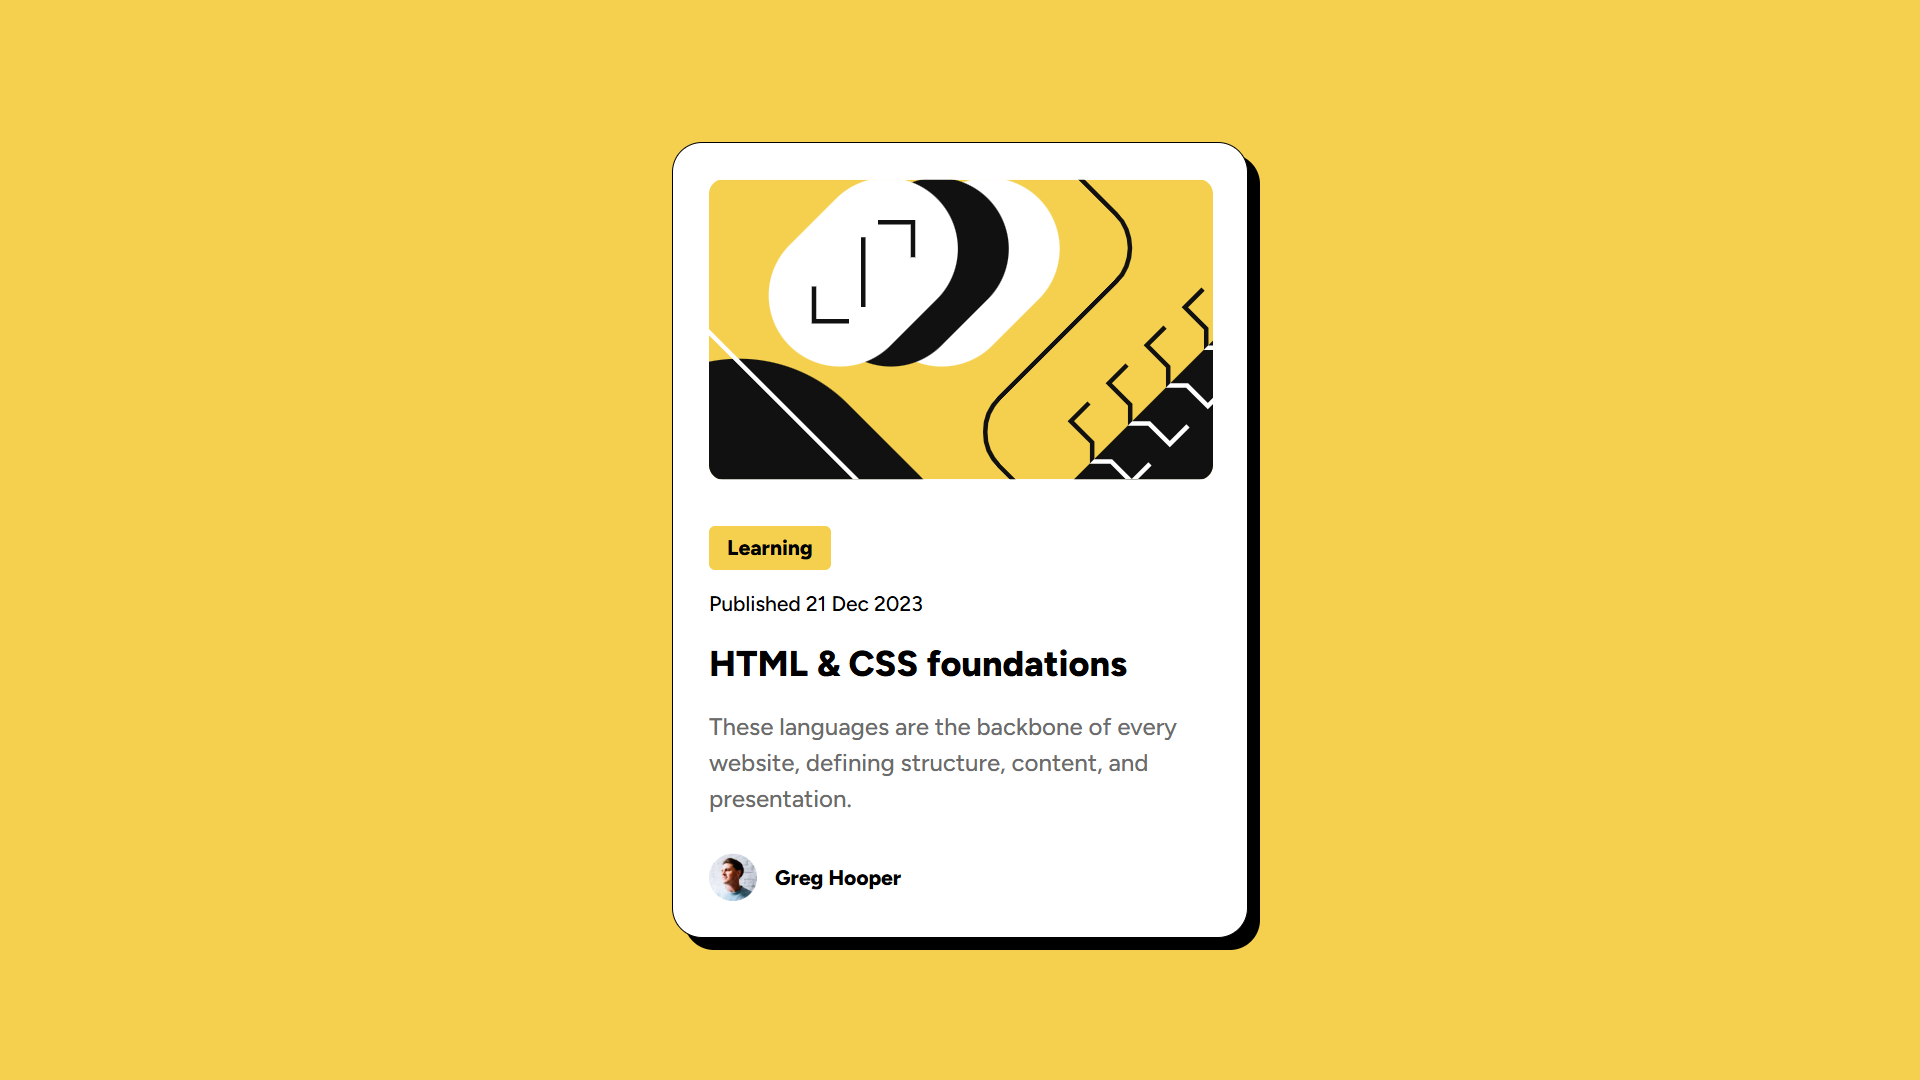 Learning
Published 21 Dec 2023
HTML & CSS foundations
These languages are the backbone of every
website, defining structure, content, and
presentation.
Greg Hooper